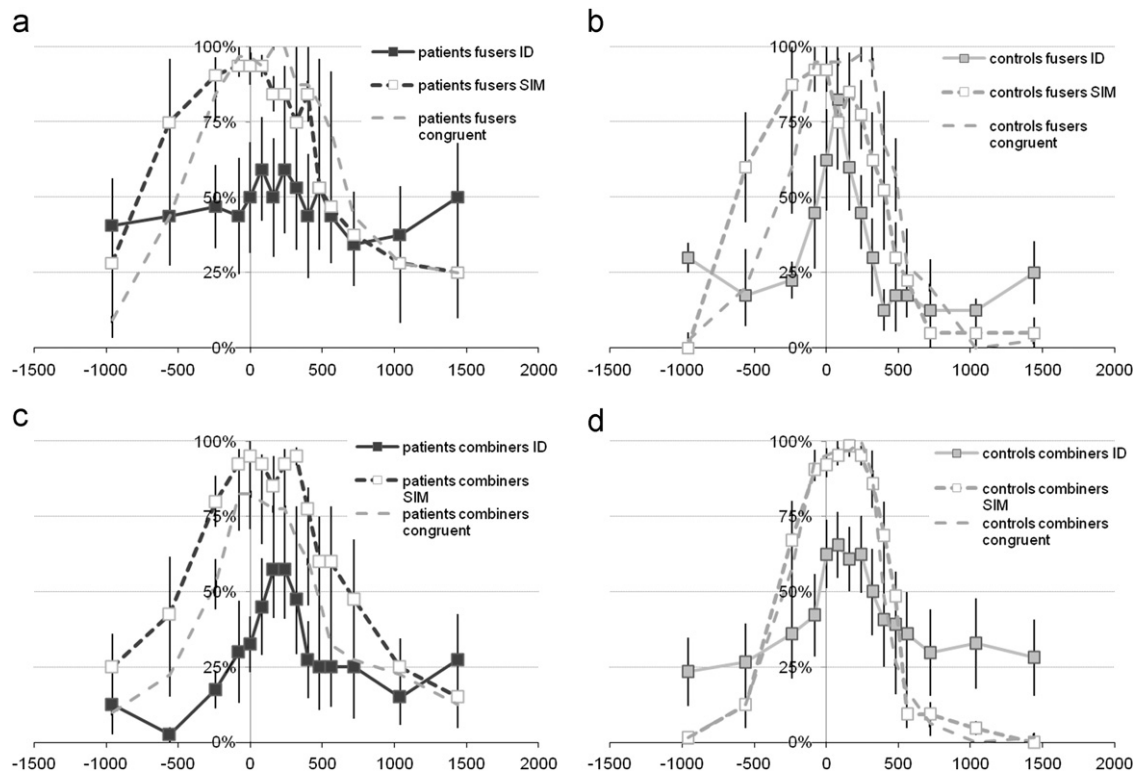 a
100%
75%
50%
25%
0%
-1500 -1000 -500 0 500 1000 1500 2000
patients fusers ID
patients fusers SIM
patients fusers
congruent
b
100%
75%
50%
25%
0%
-1500 -1000 -500 0 500 1000 1500 2000
controls fusers ID
controls fusers SIM
controls fusers
congruent
c
100%
75%
50%
25%
0%
-1500 -1000 -500 0 500 1000 1500 2000
patients combiners ID
patients combiners
SIM
patients combiners
congruent
d
100%
75%
50%
25%
0%
-1500 -1000 -500 0 500 1000 1500 2000
controls combiners ID
controls combiners
SIM
controls combiners
congruent